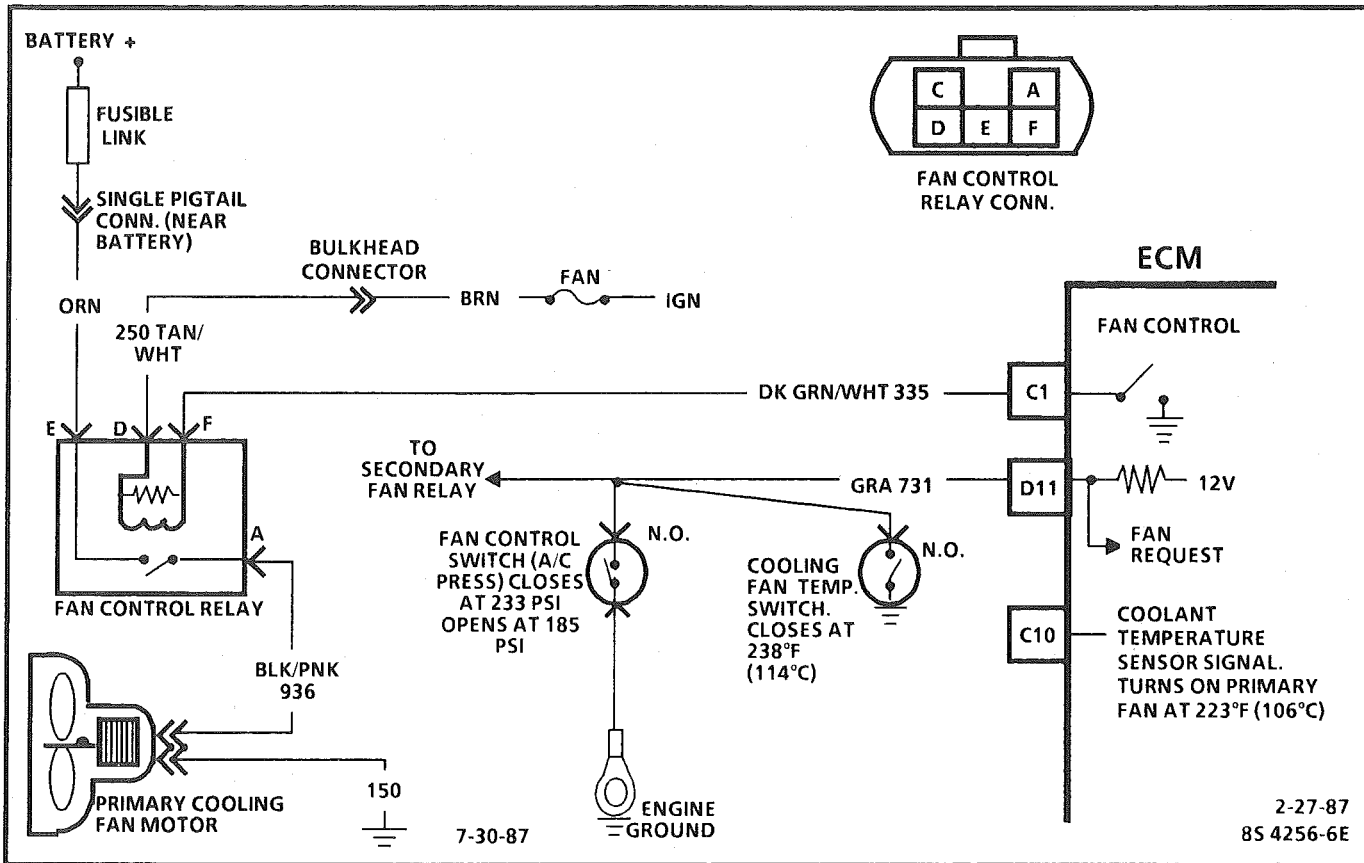 BATTERY +
FUSIBLE
LINK
SINGLE PIGTAIL
CONN. (NEAR
BATTERY)
C
A
D
E
F
FAN CONTROL
RELAY CONN.
BULKHEAD
CONNECTOR
FAN
BRN
IGN
ORN
250 TAN/
WHT
ECM
FAN CONTROL
DK GRN/WHT 335
C1
E
D
F
A
FAN CONTROL RELAY
TO
SECONDARY
FAN RELAY
GRA 731
D11
12V
FAN
REQUEST
FAN CONTROL
SWITCH (A/C
PRESS) CLOSES
AT 233 PSI
OPENS AT 185
PSI
N.O.
COOLING
FAN TEMP.
SWITCH.
CLOSES AT
238°F
(114°C)
N.O.
C10
COOLANT
TEMPERATURE
SENSOR SIGNAL.
TURNS ON PRIMARY
FAN AT 223°F (106°C)
BLK/PNK
936
150
PRIMARY COOLING
FAN MOTOR
7-30-87
ENGINE
GROUND
2-27-87
8S 4256-6E